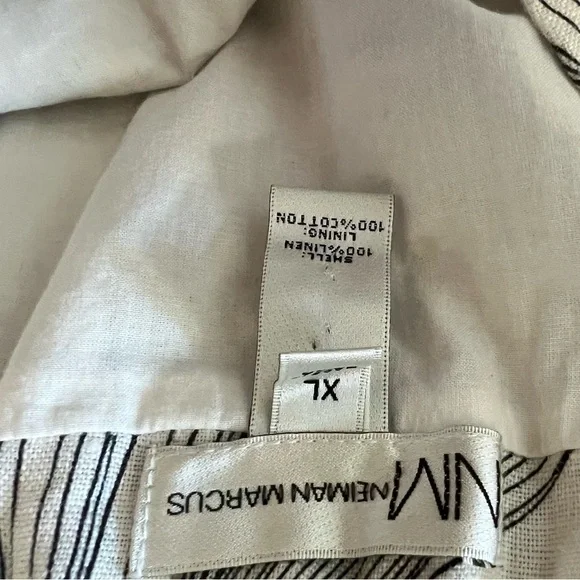 NM
NEIMAN MARCUS
XL
SHELL:
100%LINEN
LINING:
100%COTTON